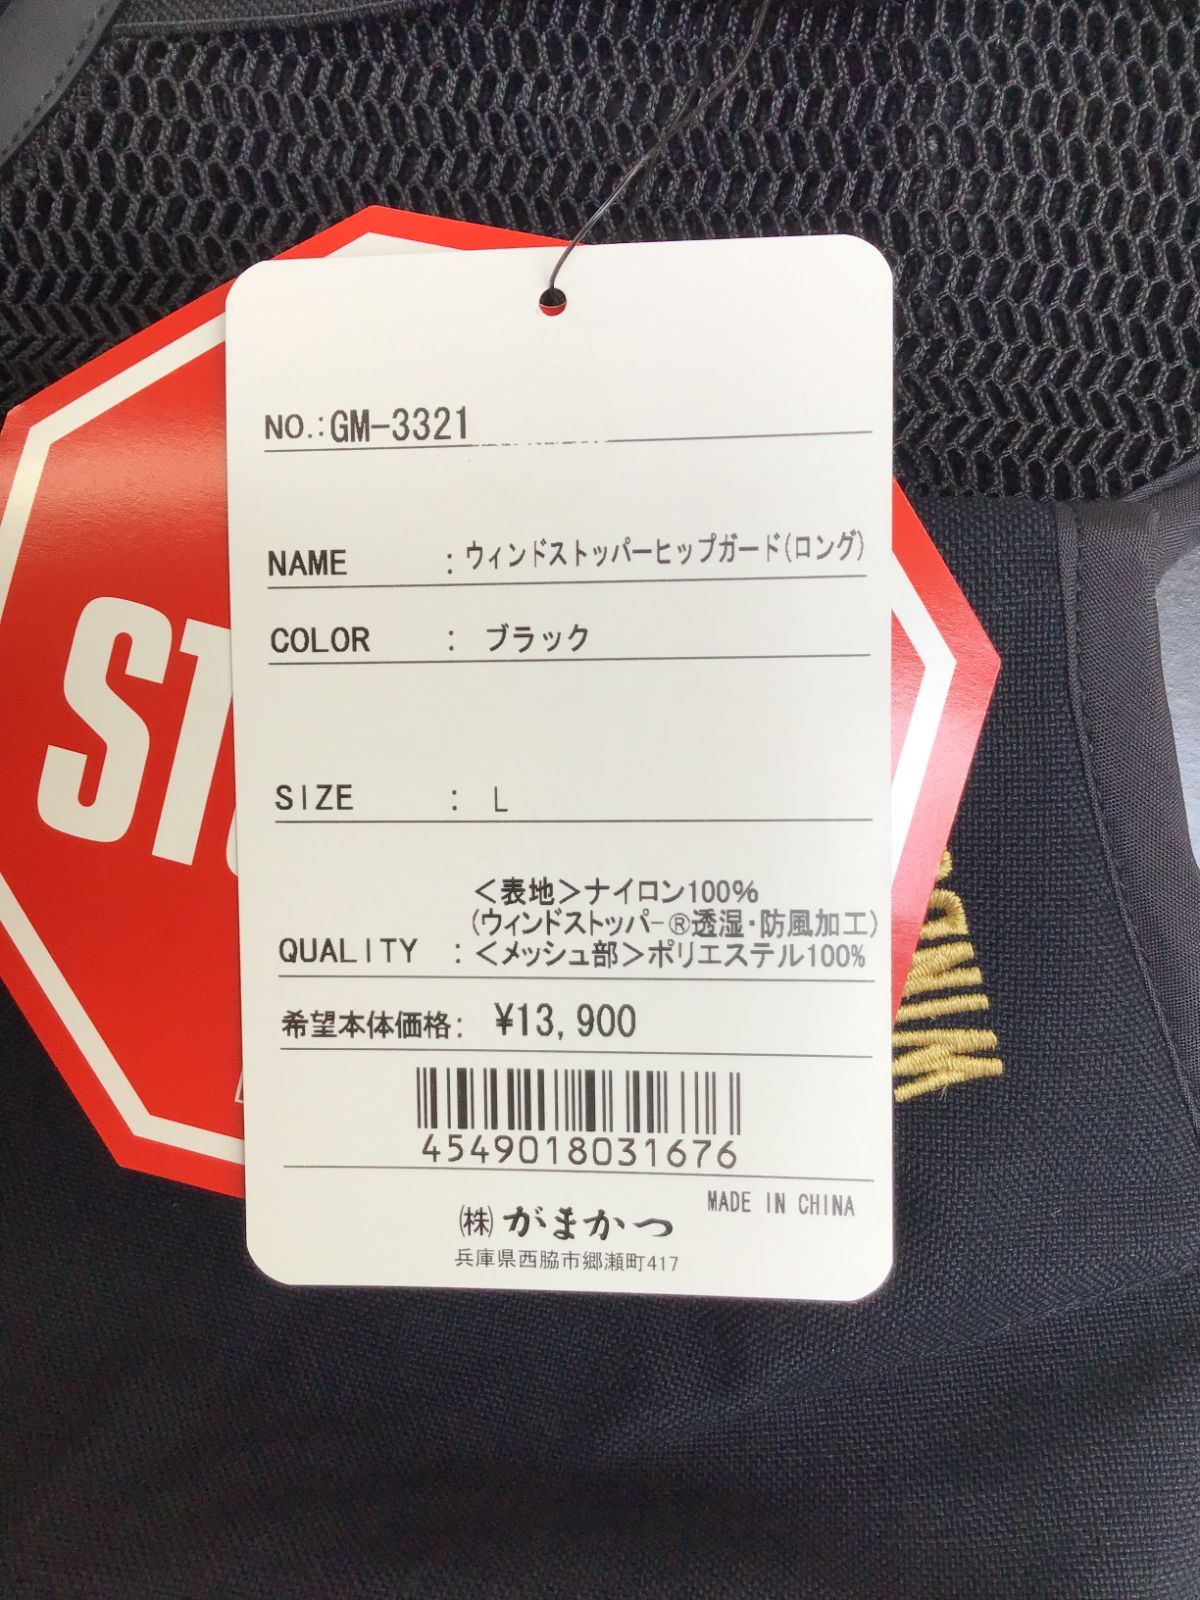 NO.:GM-3321
NAME : ウィンドストッパーヒップガード(ロング)
COLOR : ブラック
SIZE : L
<表地>ナイロン100%
(ウィンドストッパー®透湿・防風加工)
QUALITY : <メッシュ部>ポリエステル100%
希望本体価格: ¥13,900
4549018031676
MADE IN CHINA
(株)がまかつ
兵庫県西脇市郷瀬町417
WIND